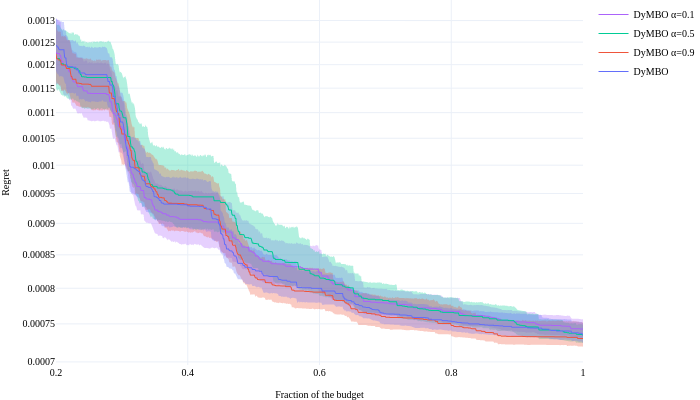 0.0013
0.00125
0.0012
0.00115
0.0011
0.00105
0.001
0.00095
0.0009
0.00085
0.0008
0.00075
0.0007
Regret
0.2 0.4 0.6 0.8 1
Fraction of the budget
DyMBO α=0.1
DyMBO α=0.5
DyMBO α=0.9
DyMBO